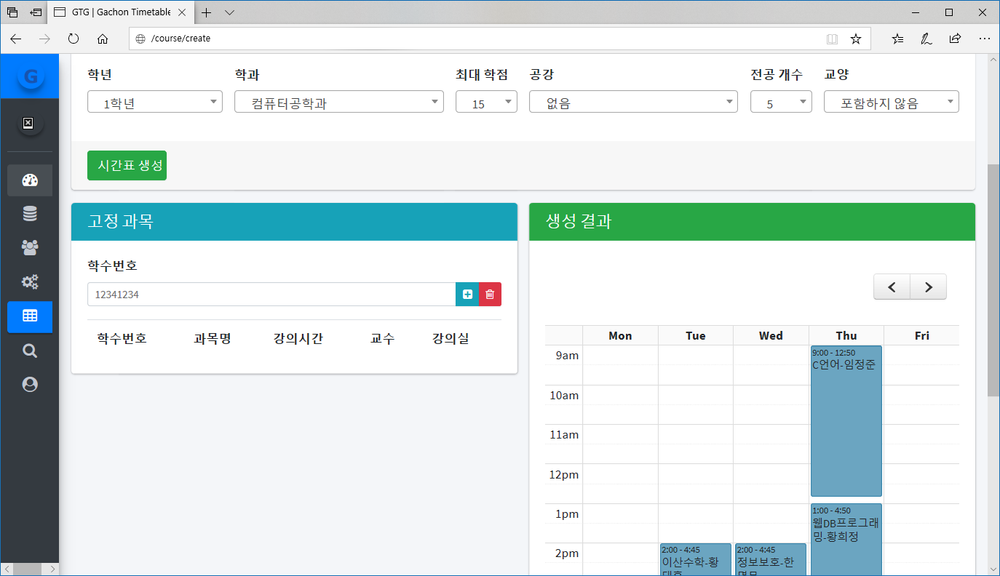 GTG | Gachon Timetable
/course/create
G
학년 학과 최대 학점 공강 전공 개수 교양
1학년 컴퓨터공학과 15 없음 5 포함하지 않음
시간표 생성
고정 과목
학수번호
12341234
학수번호 과목명 강의시간 교수 강의실
생성 결과
Mon Tue Wed Thu Fri
9am
10am
11am
12pm
1pm
2pm
9:00 - 12:50
C언어-임정준
1:00 - 4:50
웹DB프로그래
밍-황희정
2:00 - 4:45
이산수학-황
2:00 - 4:45
정보보호-한